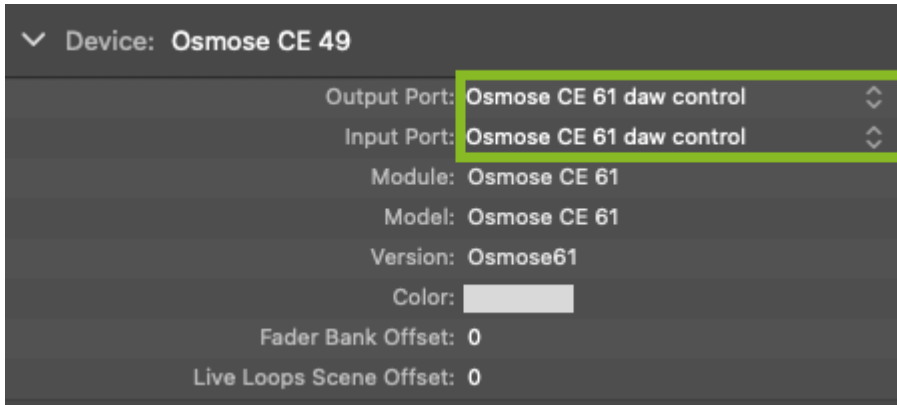 Device: Osmose CE 49
Output Port: Osmose CE 61 daw control
Input Port: Osmose CE 61 daw control
Module: Osmose CE 61
Model: Osmose CE 61
Version: Osmose61
Color:
Fader Bank Offset: 0
Live Loops Scene Offset: 0